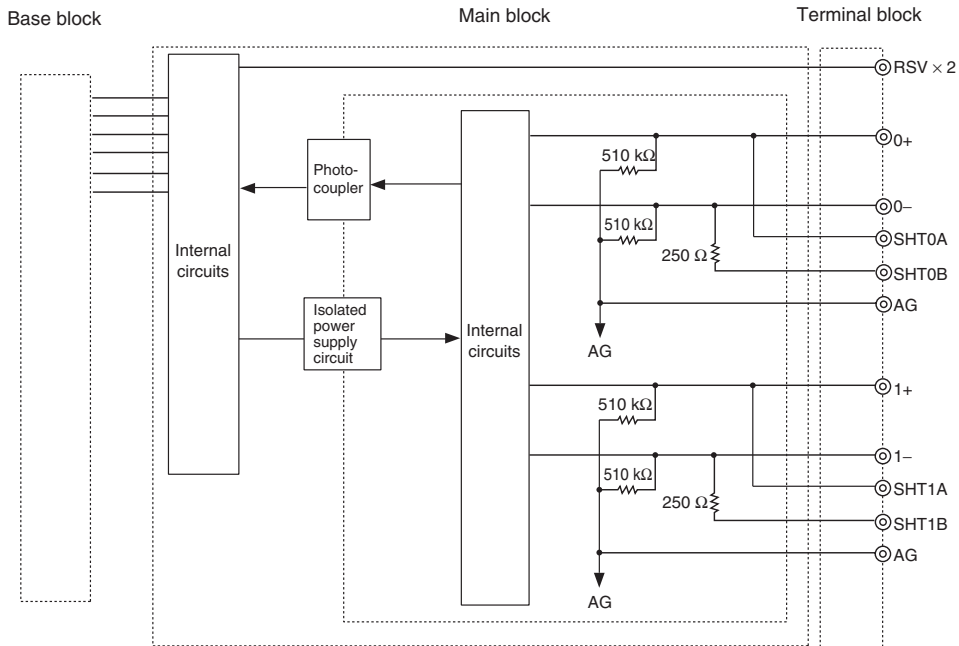 Base block
Main block
Terminal block
RSV × 2
0+
510 kΩ
Photo-
coupler
0−
510 kΩ
SHT0A
Internal
circuits
250 Ω
SHT0B
Isolated
power
supply
circuit
AG
Internal
circuits
AG
1+
510 kΩ
1−
510 kΩ
SHT1A
250 Ω
SHT1B
AG
AG